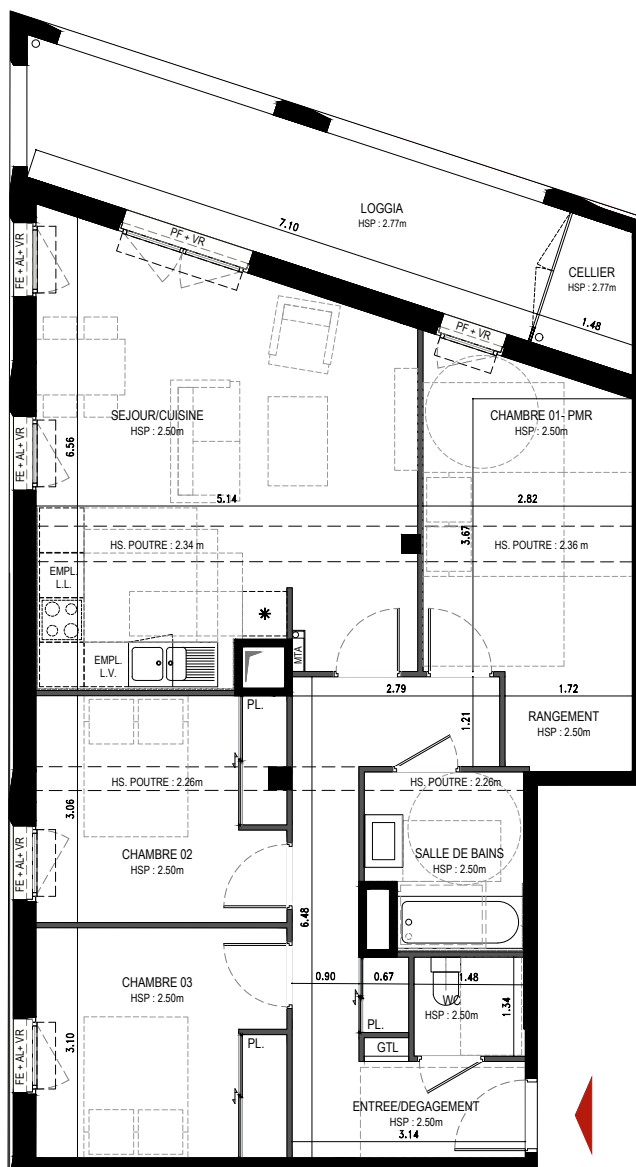 LOGGIA
HSP : 2.77m
7.10
PF + VR
FE + AL+ VR
CELLIER
HSP : 2.77m
1.48
PF + VR
SEJOUR/CUISINE
HSP : 2.50m
6.56
FE + AL+ VR
CHAMBRE 01- PMR
HSP : 2.50m
5.14
2.82
3.67
HS. POUTRE : 2.34 m
HS. POUTRE : 2.36 m
EMPL.
L.L.
EMPL.
L.V.
MTA
2.79
1.72
1.21
RANGEMENT
HSP : 2.50m
PL.
HS. POUTRE : 2.26m
HS. POUTRE : 2.26m
3.06
FE + AL+ VR
CHAMBRE 02
HSP : 2.50m
SALLE DE BAINS
HSP : 2.50m
6.48
CHAMBRE 03
HSP : 2.50m
0.90
0.67
1.48
WC
HSP : 2.50m
1.34
PL.
3.10
FE + AL+ VR
PL.
GTL
ENTREE/DEGAGEMENT
HSP : 2.50m
3.14